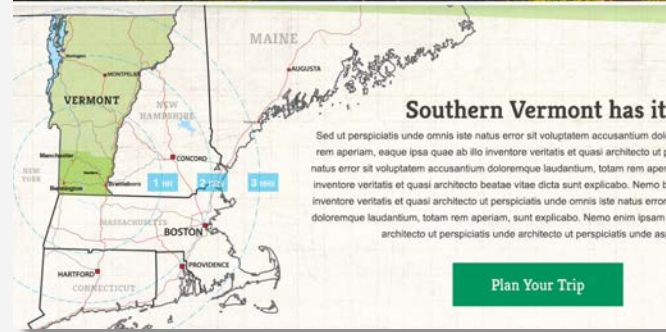 MAINE
Burlington
MONTPELIER
AUGUSTA
VERMONT
NEW
HAMPSHIRE
Southern Vermont has it
Sed ut perspiciatis unde omnis iste natus error sit voluptatem accusantium dol
rem aperiam, eaque ipsa quae ab illo inventore veritatis et quasi architecto ut p
natus error sit voluptatem accusantium doloremque laudantium, totam rem aper
inventore veritatis et quasi architecto beatae vitae dicta sunt explicabo. Nemo
inventore veritatis et quasi architecto ut perspiciatis unde omnis iste natus error
doloremque laudantium, totam rem aperiam, sunt explicabo. Nemo enim ipsam
architecto ut perspiciatis unde architecto ut perspiciatis unde as
Manchester
CONCORD
NEW
YORK
Bennington
Brattleboro
1
2
3
MASSACHUSETTS
BOSTON
PROVIDENCE
HARTFORD
CONNECTICUT
Plan Your Trip